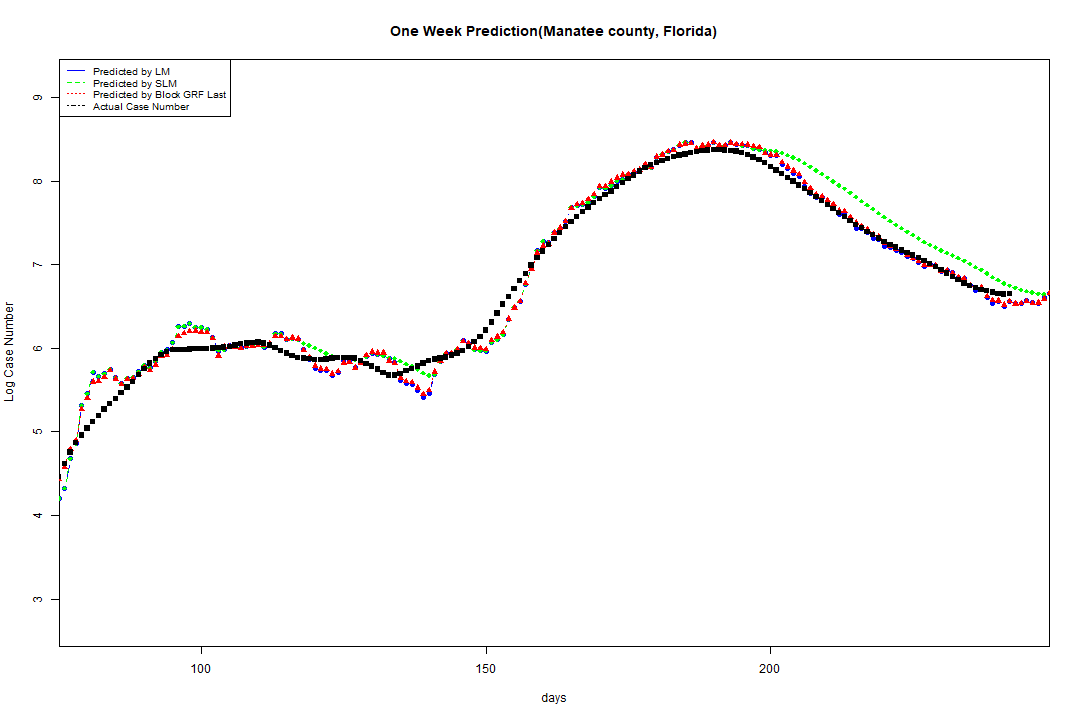 One Week Prediction(Manatee county, Florida)
Predicted by LM
Predicted by SLM
Predicted by Block GRF Last
Actual Case Number
Log Case Number
9
8
7
6
5
4
3
100 150 200
days